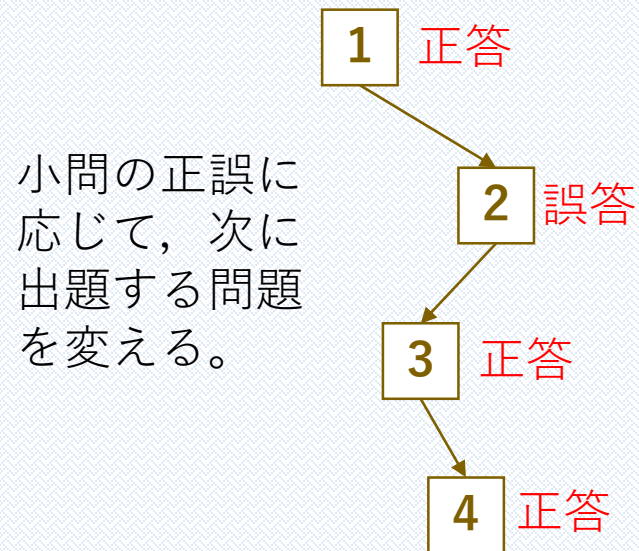 1 正答
小問の正誤に
応じて，次に
出題する問題
を変える。
2 誤答
3 正答
4 正答